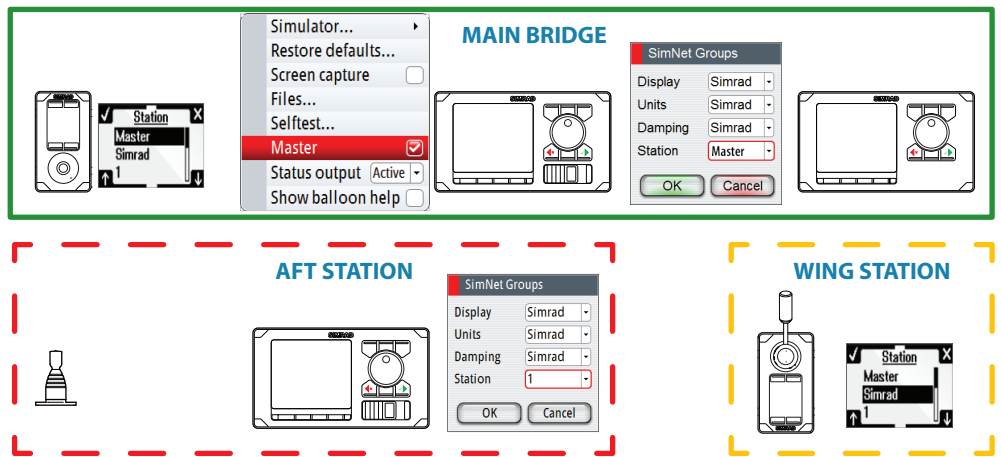 MAIN BRIDGE
SIMRAD
Station
Master
Simrad
1
Simulator...
Restore defaults...
Screen capture
Files...
Selftest...
Master
Status output Active
Show balloon help
SIMRAD
SimNet Groups
Display Simrad
Units Simrad
Damping Simrad
Station Master
OK Cancel
SIMRAD
AFT STATION
SIMRAD
SimNet Groups
Display Simrad
Units Simrad
Damping Simrad
Station 1
OK Cancel
WING STATION
SIMRAD
Station
Master
Simrad
1